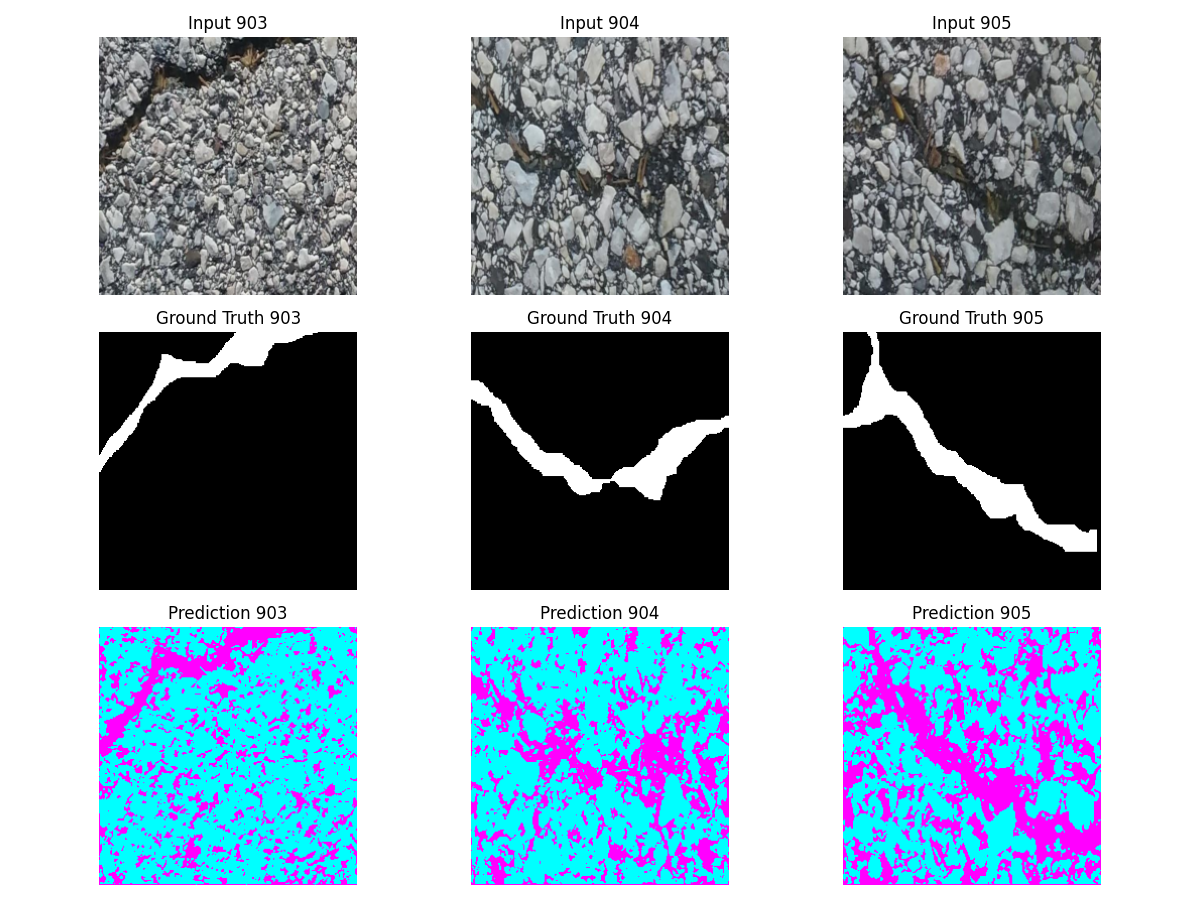 Input 903
Input 904
Input 905
Ground Truth 903
Ground Truth 904
Ground Truth 905
Prediction 903
Prediction 904
Prediction 905